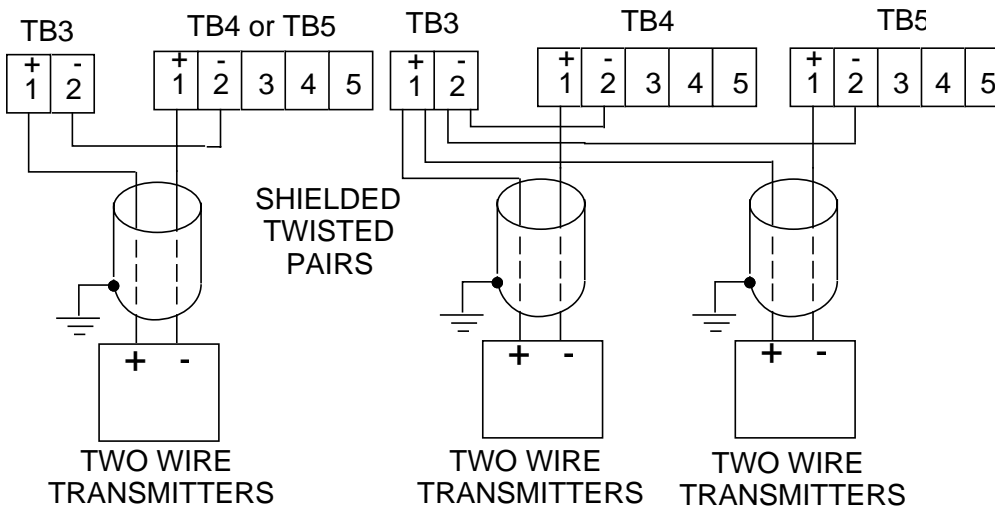 TB3 TB4 or TB5 TB3 TB4 TB5
+ - + - + - + - + -
1 2 1 2 3 4 5 1 2 1 2 3 4 5 1 2 3 4 5
SHIELDED
TWISTED
PAIRS
+ - + - + -
TWO WIRE
TRANSMITTERS
TWO WIRE
TRANSMITTERS
TWO WIRE
TRANSMITTERS